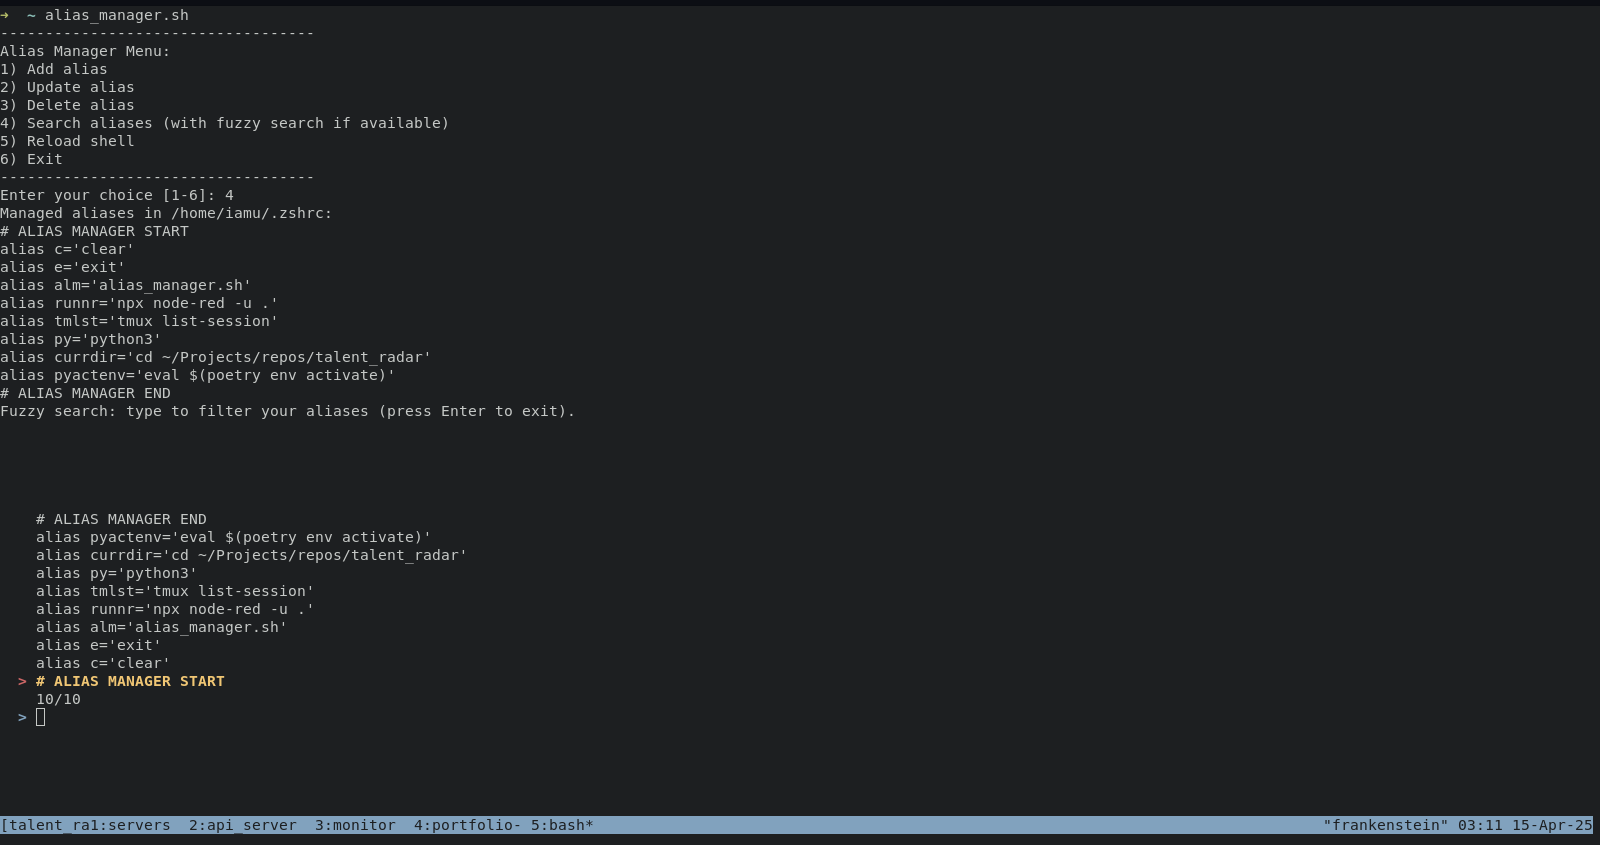 ➜  ~ alias_manager.sh
-----------------------------------
Alias Manager Menu:
1) Add alias
2) Update alias
3) Delete alias
4) Search aliases (with fuzzy search if available)
5) Reload shell
6) Exit
-----------------------------------
Enter your choice [1-6]: 4
Managed aliases in /home/iamu/.zshrc:
# ALIAS MANAGER START
alias c='clear'
alias e='exit'
alias alm='alias_manager.sh'
alias runnr='npx node-red -u .'
alias tmlst='tmux list-session'
alias py='python3'
alias currdir='cd ~/Projects/repos/talent_radar'
alias pyactenv='eval $(poetry env activate)'
# ALIAS MANAGER END
Fuzzy search: type to filter your aliases (press Enter to exit).
# ALIAS MANAGER END
alias pyactenv='eval $(poetry env activate)'
alias currdir='cd ~/Projects/repos/talent_radar'
alias py='python3'
alias tmlst='tmux list-session'
alias runnr='npx node-red -u .'
alias alm='alias_manager.sh'
alias e='exit'
alias c='clear'
> # ALIAS MANAGER START
10/10
>
[talent_ra1:servers  2:api_server  3:monitor  4:portfolio- 5:bash*  "frankenstein" 03:11 15-Apr-25